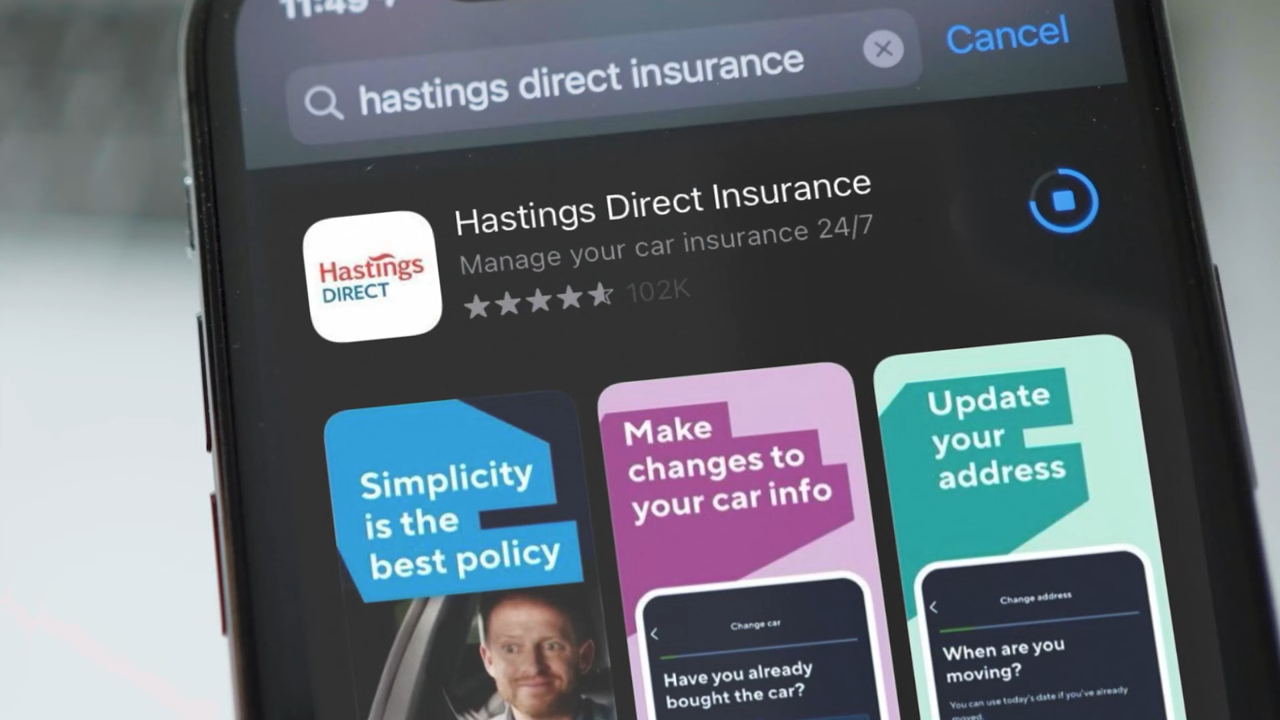 11:49
hastings direct insurance
Cancel
Hastings Direct Insurance
Manage your car insurance 24/7
102K
Hastings
DIRECT
Simplicity
is the
best policy
Make
changes to
your car info
Change car
Have you already
bought the car?
Update
your
address
Change address
When are you
moving?
You can use today's date if you've already
moved